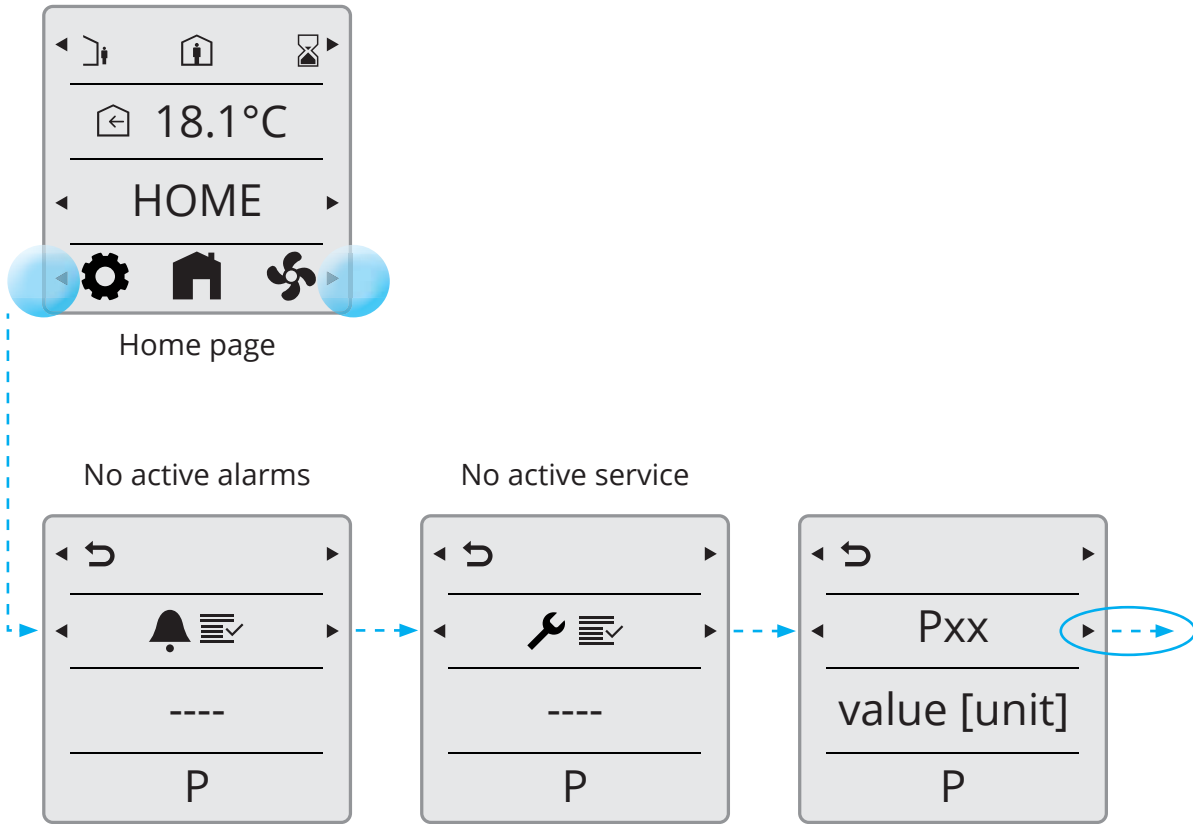 18.1°C
HOME
Home page
No active alarms
No active service
Pxx
----
----
value [unit]
P
P
P